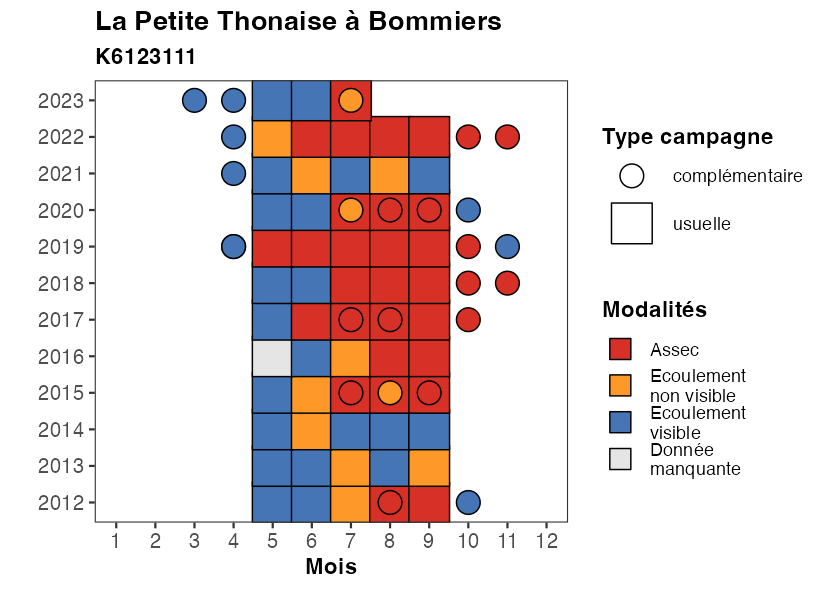 La Petite Thonaise à Bommiers
K6123111
2023
2022
2021
2020
2019
2018
2017
2016
2015
2014
2013
2012
1 2 3 4 5 6 7 8 9 10 11 12
Mois
Type campagne
complémentaire
usuelle
Modalités
Assec
Ecoulement
non visible
Ecoulement
visible
Donnée
manquante